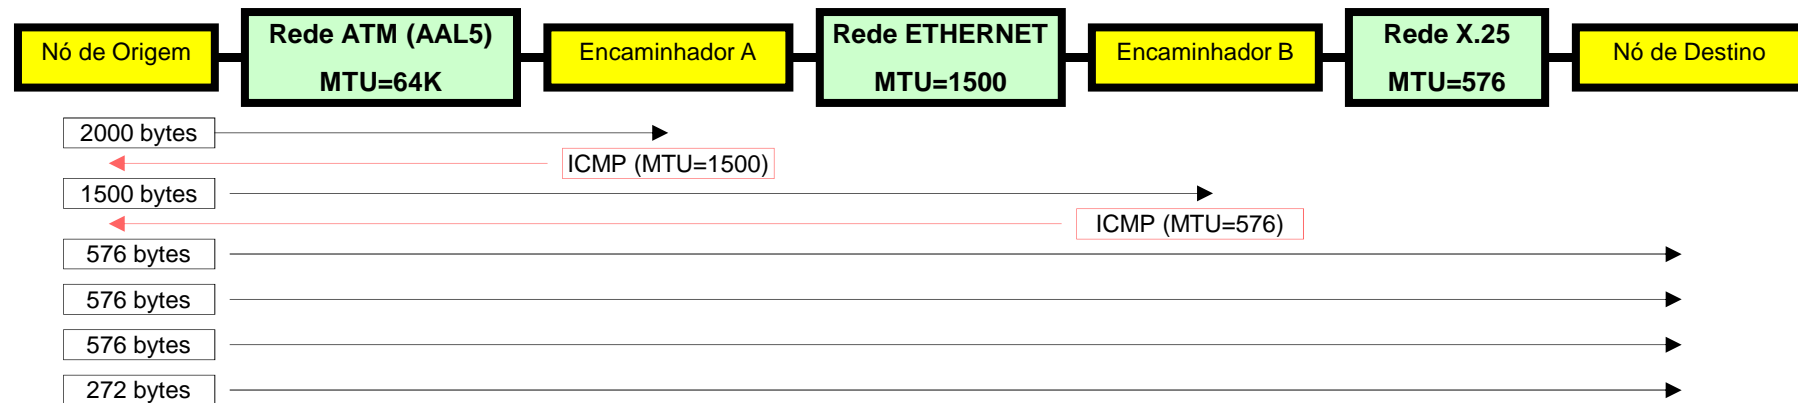 Nó de Origem
Rede ATM (AAL5)
MTU=64K
Encaminhador A
Rede ETHERNET
MTU=1500
Encaminhador B
Rede X.25
MTU=576
Nó de Destino
2000 bytes
ICMP (MTU=1500)
1500 bytes
ICMP (MTU=576)
576 bytes
576 bytes
576 bytes
272 bytes